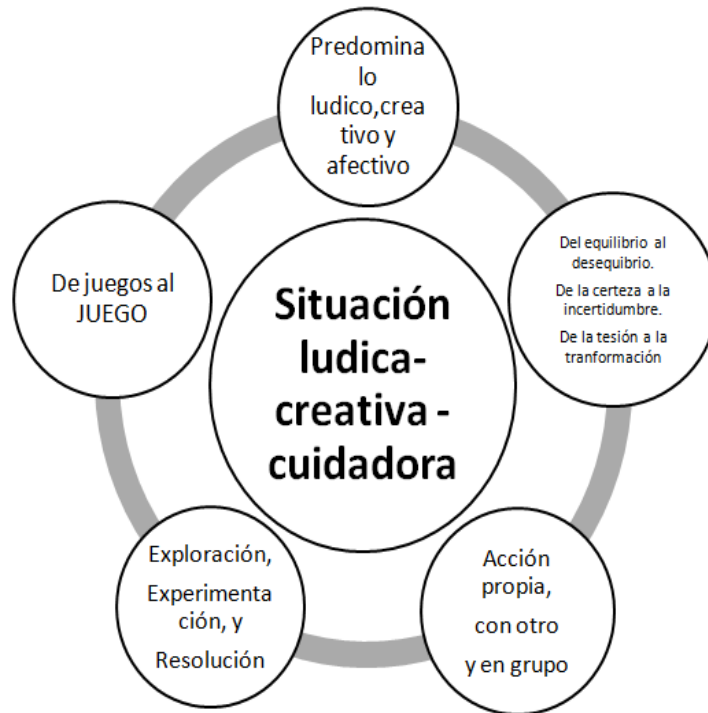 Predomina
lo
ludico,crea
tivo y
afectivo
Del equilibrio al
desequibrio.
De la certeza a la
incertidumbre.
De la tesión a la
tranformación
Acción
propia,
con otro
y en grupo
Exploración,
Experimenta
ción, y
Resolución
De juegos al
JUEGO
Situación
ludica-
creativa -
cuidadora